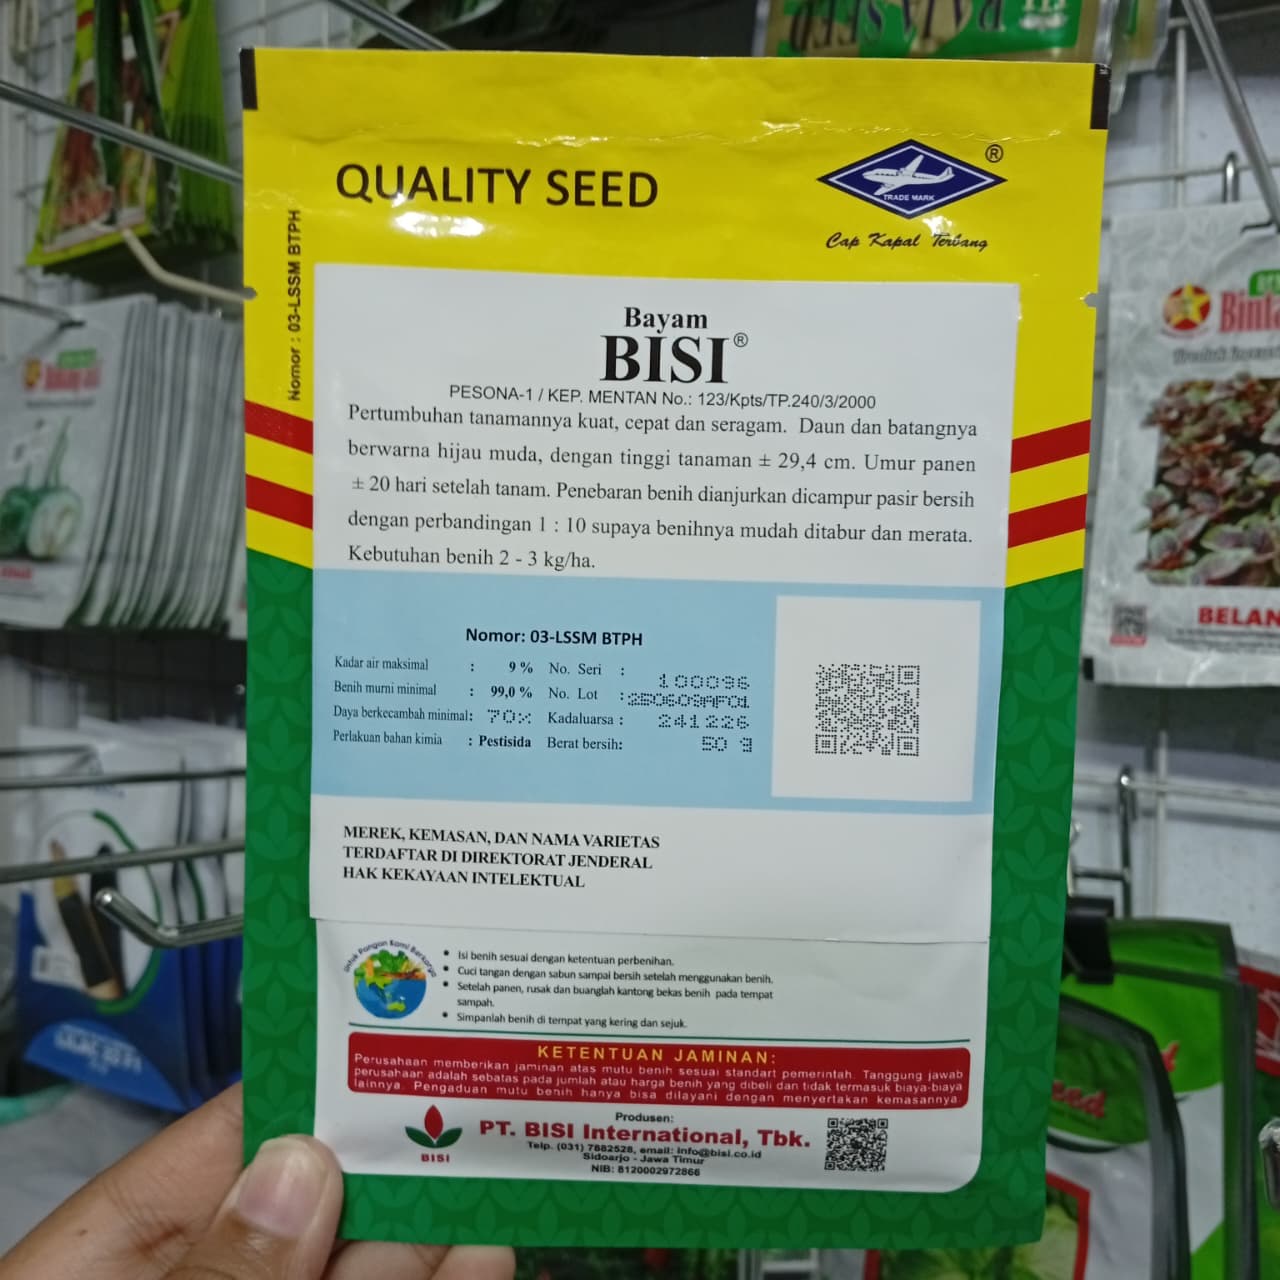 QUALITY SEED
®
TRADE MARK
Cap Kapal Terbang
Nomor : 03-LSSM BTPH
Bayam
BISI®
PESONA-1 / KEP. MENTAN No.: 123/Kpts/TP.240/3/2000
Pertumbuhan tanamannya kuat, cepat dan seragam. Daun dan batangnya
berwarna hijau muda, dengan tinggi tanaman ± 29,4 cm. Umur panen
± 20 hari setelah tanam. Penebaran benih dianjurkan dicampur pasir bersih
dengan perbandingan 1 : 10 supaya benihnya mudah ditabur dan merata.
Kebutuhan benih 2 - 3 kg/ha.
Nomor: 03-LSSM BTPH
Kadar air maksimal : 9 % No. Seri : 100096
Benih murni minimal : 99,0 % No. Lot : 250609AF01
Daya berkecambah minimal: 70% Kadaluarsa : 241226
Perlakuan bahan kimia : Pestisida Berat bersih: 50 g
MEREK, KEMASAN, DAN NAMA VARIETAS
TERDAFTAR DI DIREKTORAT JENDERAL
HAK KEKAYAAN INTELEKTUAL
Untuk Pangan Kami Berkarya
• Isi benih sesuai dengan ketentuan perbenihan.
• Cuci tangan dengan sabun sampai bersih setelah menggunakan benih.
• Setelah panen, rusak dan buanglah kantong bekas benih pada tempat
sampah.
• Simpanlah benih di tempat yang kering dan sejuk.
KETENTUAN JAMINAN:
Perusahaan memberikan jaminan atas mutu benih sesuai standart pemerintah. Tanggung jawab
perusahaan adalah sebatas pada jumlah atau harga benih yang dibeli dan tidak termasuk biaya-biaya
lainnya. Pengaduan mutu benih hanya bisa dilayani dengan menyertakan kemasannya.
BISI
Produsen:
PT. BISI International, Tbk.
Telp. (031) 7882528, email: info@bisi.co.id
Sidoarjo - Jawa Timur
NIB: 8120002972866
RAJA SEED
BELAN